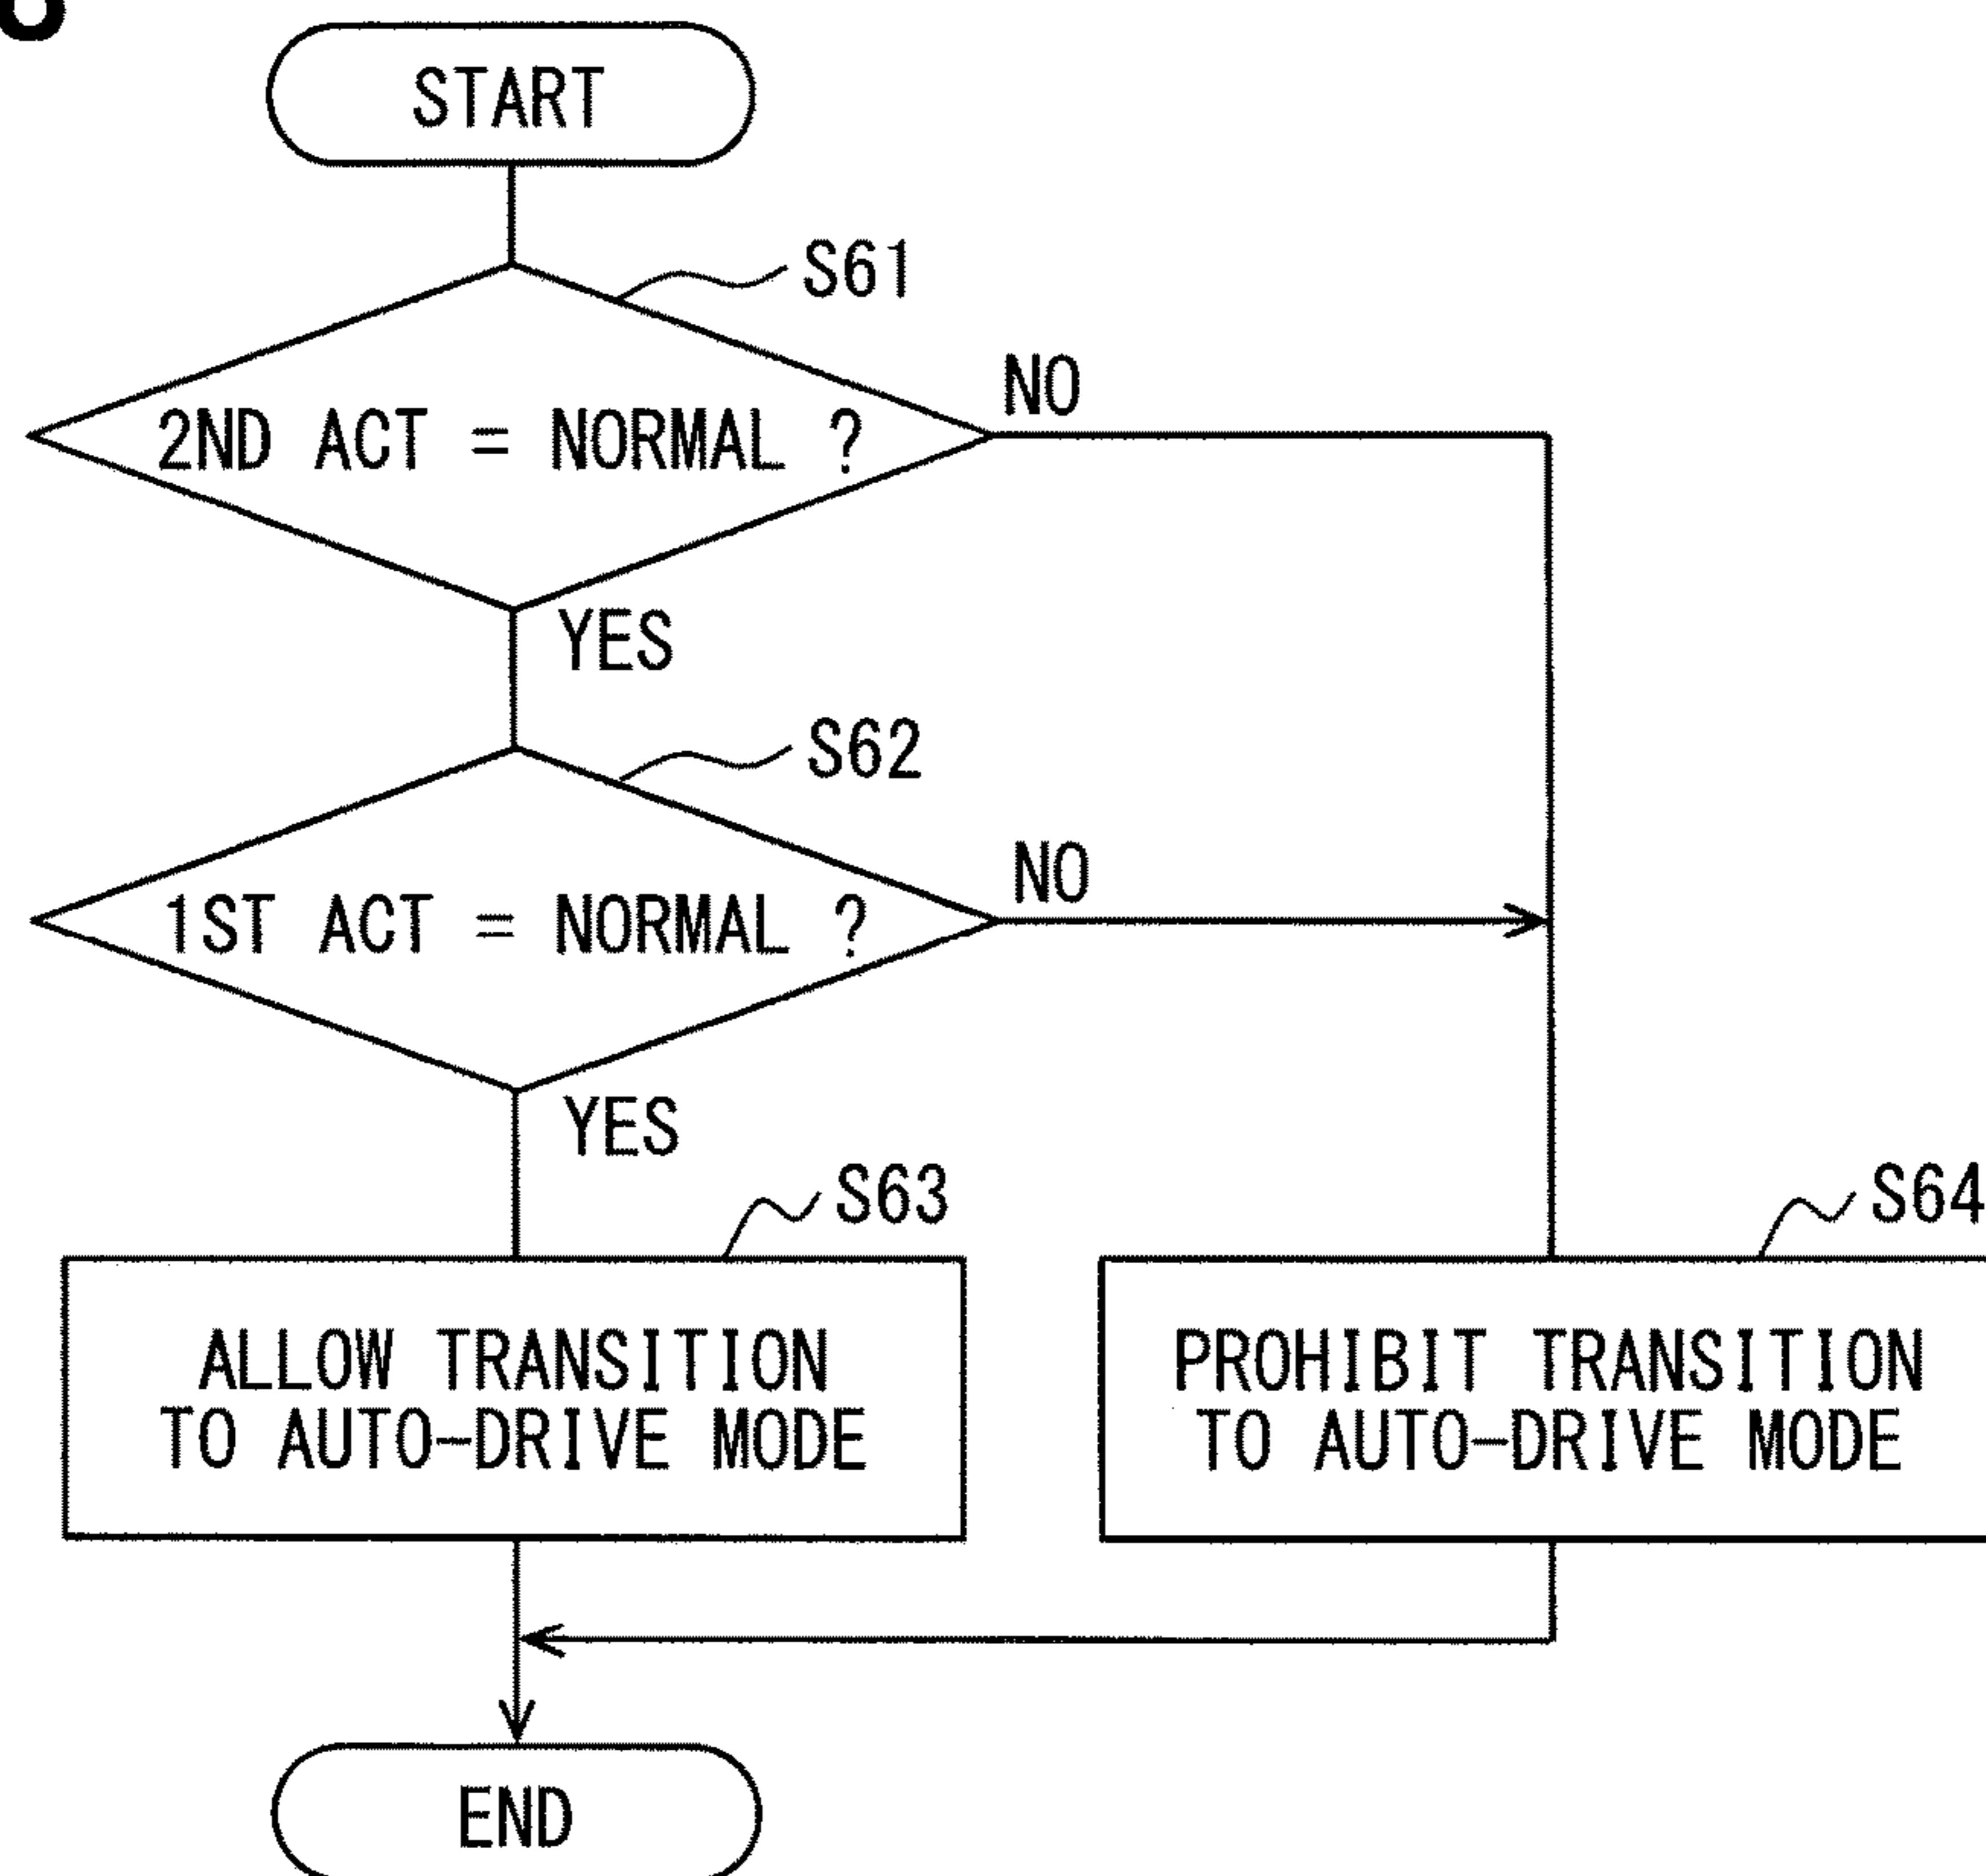 START
S61
2ND ACT = NORMAL ?
NO
YES
S62
1ST ACT = NORMAL ?
NO
YES
S63
ALLOW TRANSITION
TO AUTO-DRIVE MODE
S64
PROHIBIT TRANSITION
TO AUTO-DRIVE MODE
END